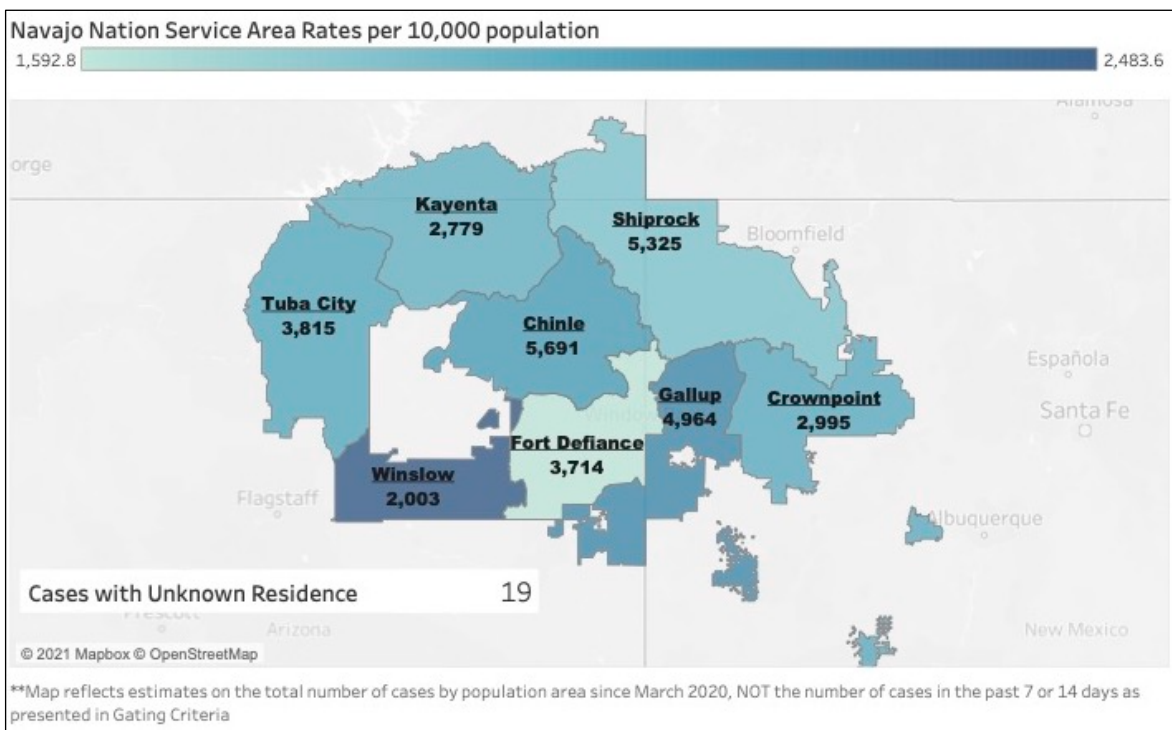 Navajo Nation Service Area Rates per 10,000 population
1,592.8
2,483.6
Alamosa
orge
Kayenta
2,779
Shiprock
5,325
Bloomfield
Tuba City
3,815
Chinle
5,691
Española
Gallup
4,964
Crownpoint
2,995
Santa Fe
Window
Fort Defiance
3,714
Winslow
2,003
Flagstaff
Albuquerque
Cases with Unknown Residence 19
Prescott
Arizona
New Mexico
© 2021 Mapbox © OpenStreetMap
**Map reflects estimates on the total number of cases by population area since March 2020, NOT the number of cases in the past 7 or 14 days as
presented in Gating Criteria